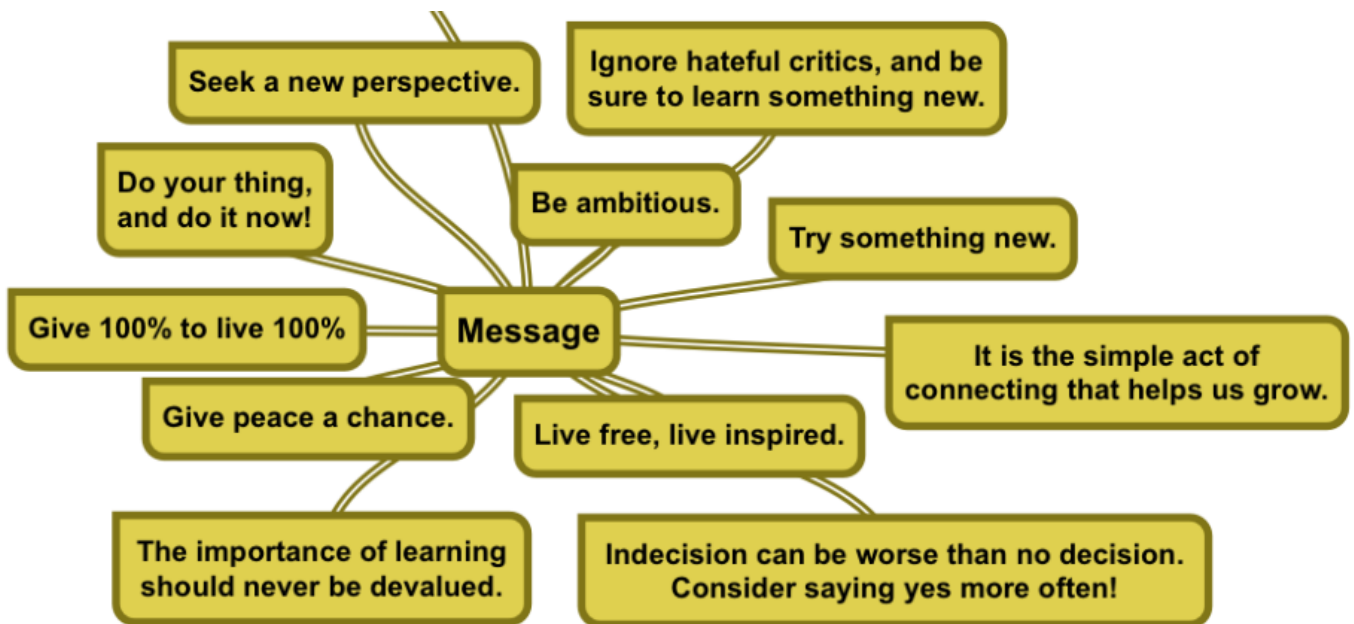 Seek a new perspective.
Ignore hateful critics, and be
sure to learn something new.
Do your thing,
and do it now!
Be ambitious.
Try something new.
Give 100% to live 100%
Message
It is the simple act of
connecting that helps us grow.
Give peace a chance.
Live free, live inspired.
The importance of learning
should never be devalued.
Indecision can be worse than no decision.
Consider saying yes more often!